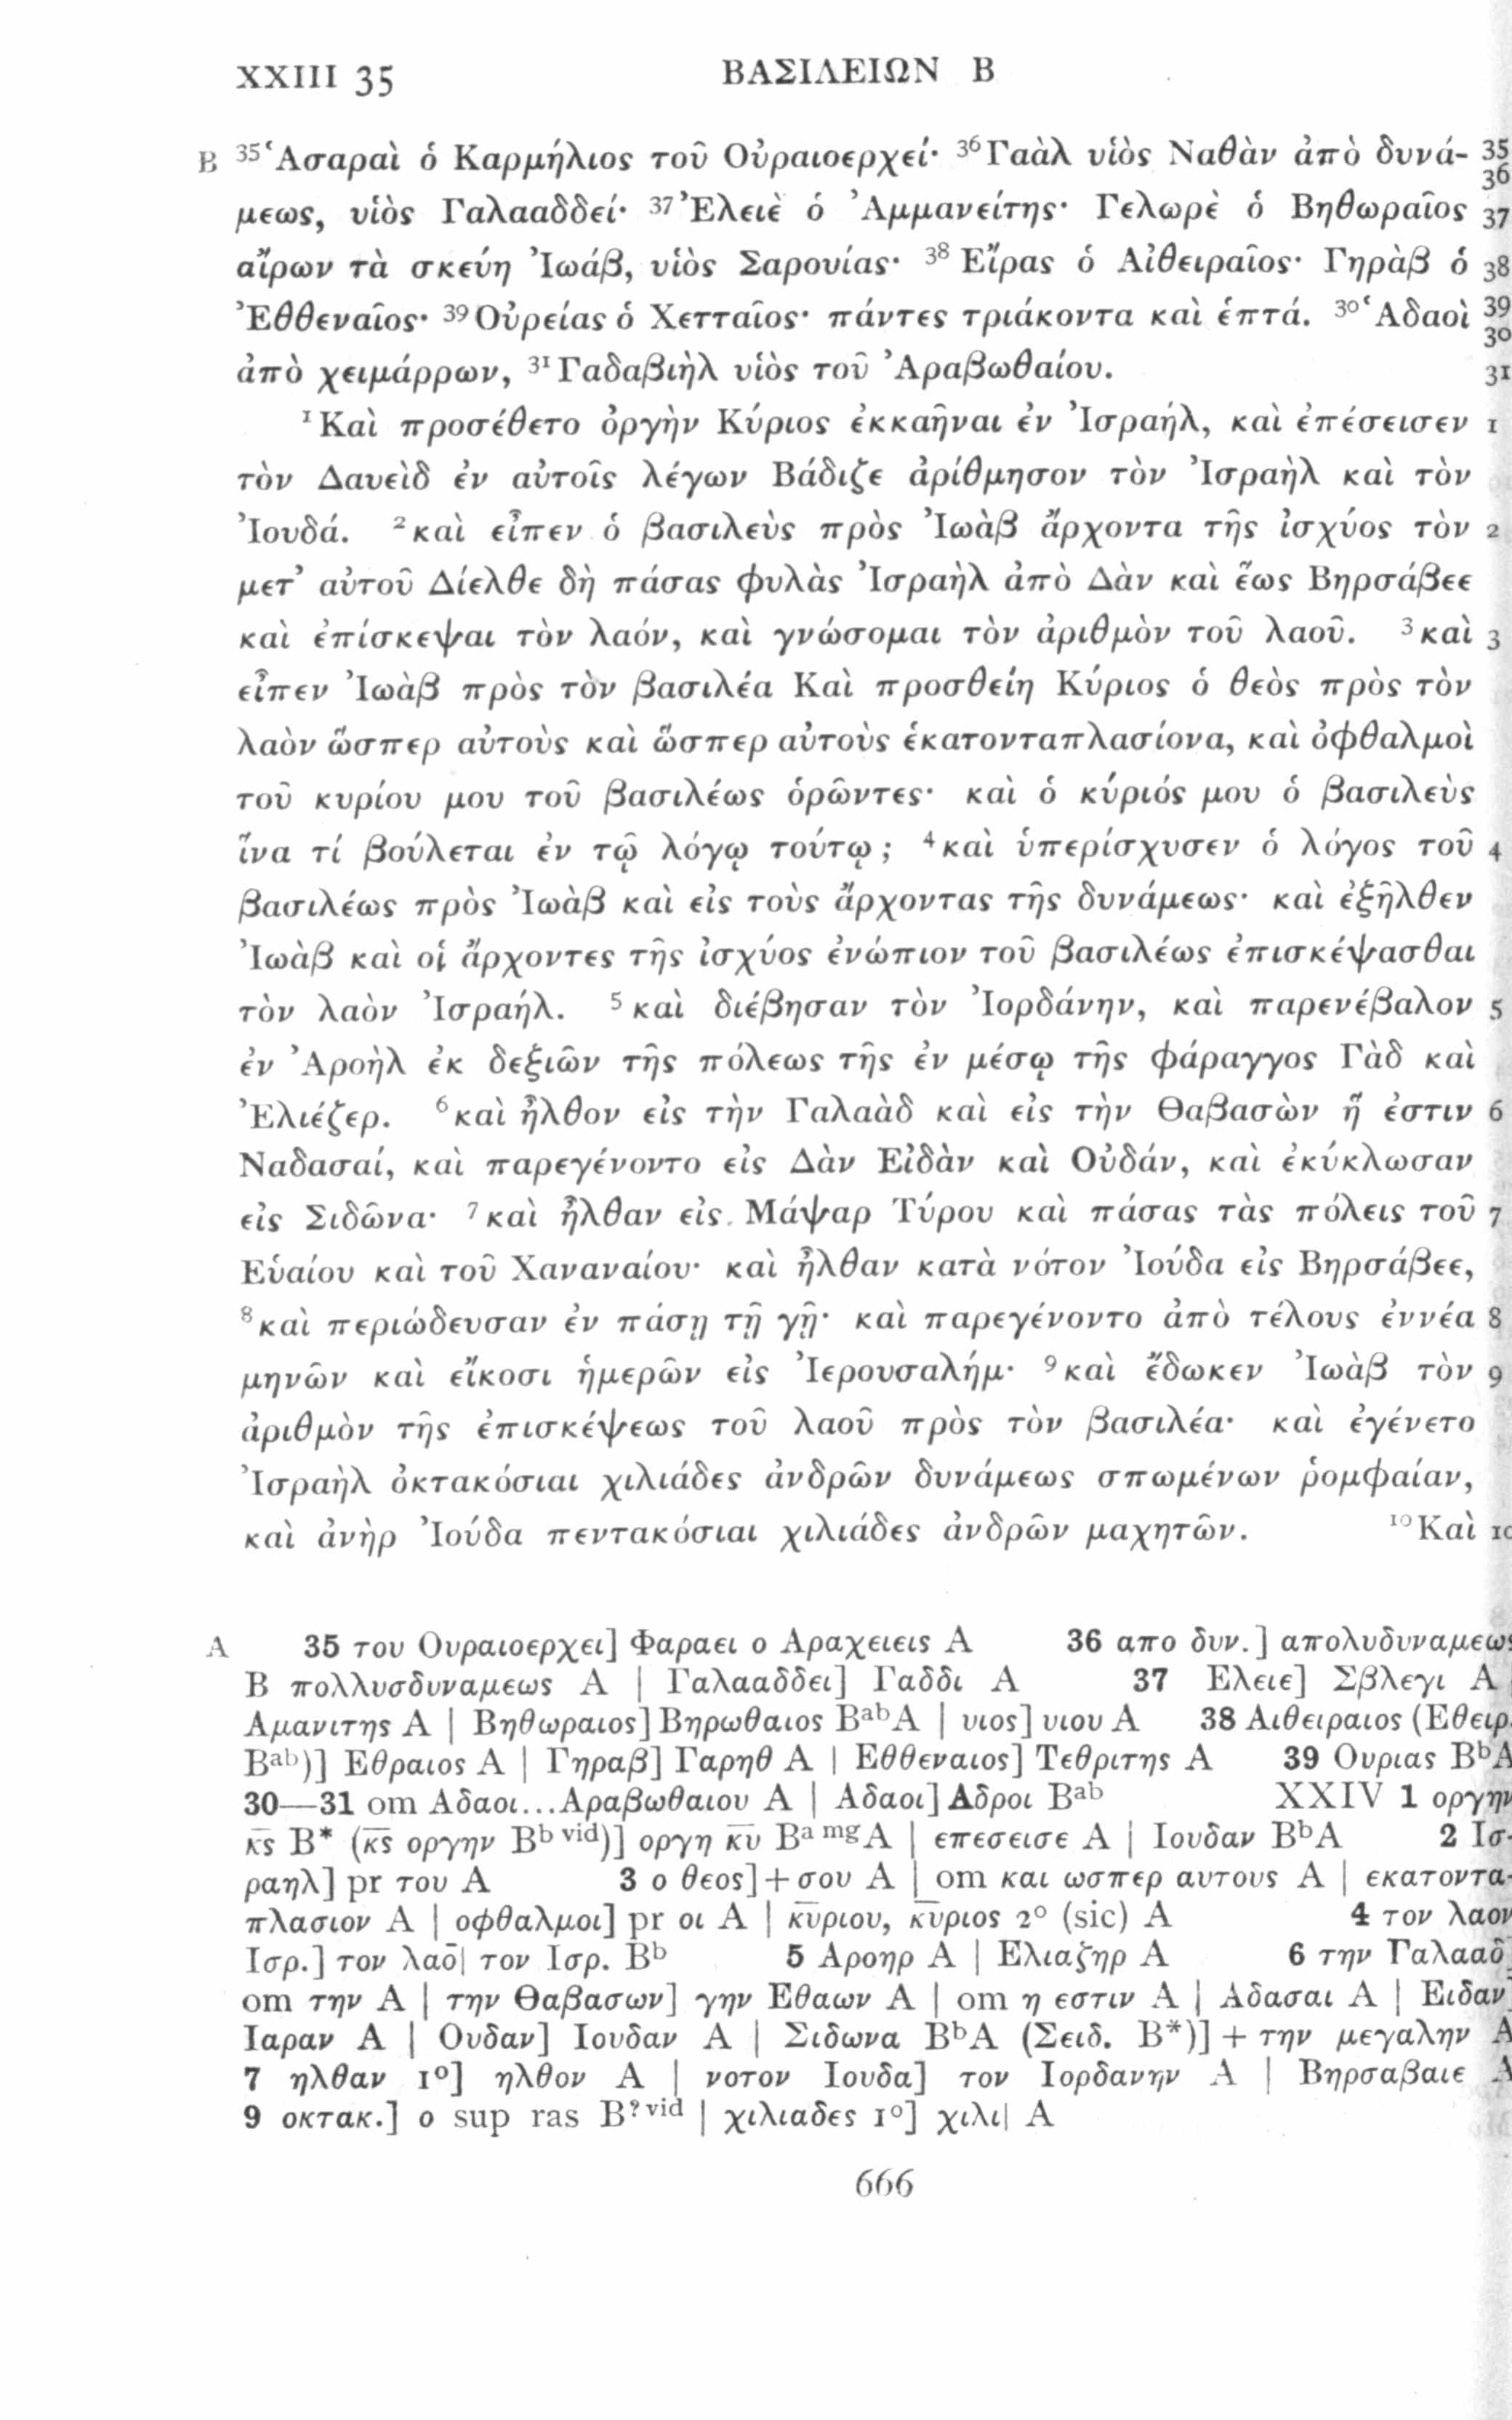 XXIII 35 ΒΑΣΙΛΕΙΩΝ Β
B ³⁵Ἁσαραὶ ὁ Καρμήλιος τοῦ Οὐραιοερχεί· ³⁶Γαὰλ υἱὸς Ναθὰν ἀπὸ δυνά- 35
36
μεως, υἱὸς Γαλααδδεί· ³⁷Ἐλειὲ ὁ Ἀμμανείτης· Γελωρὲ ὁ Βηθωραῖος 37
αἴρων τὰ σκεύη Ἰωάβ, υἱὸς Σαρουίας· ³⁸Εἴρας ὁ Αἰθειραῖος· Γηρὰβ ὁ 38
Ἐθθεναῖος· ³⁹Οὐρείας ὁ Χετταῖος· πάντες τριάκοντα καὶ ἑπτά. ³⁰Ἁδαοὶ 39
30
ἀπὸ χειμάρρων, ³¹Γαδαβιὴλ υἱὸς τοῦ Ἀραβωθαίου. 31
¹Καὶ προσέθετο ὀργὴν Κύριος ἐκκαῆναι ἐν Ἰσραήλ, καὶ ἐπέσεισεν 1
τὸν Δαυεὶδ ἐν αὐτοῖς λέγων Βάδιζε ἀρίθμησον τὸν Ἰσραὴλ καὶ τὸν
Ἰουδά. ²καὶ εἶπεν ὁ βασιλεὺς πρὸς Ἰωὰβ ἄρχοντα τῆς ἰσχύος τὸν 2
μετ’ αὐτοῦ Δίελθε δὴ πάσας φυλὰς Ἰσραὴλ ἀπὸ Δὰν καὶ ἕως Βηρσάβεε
καὶ ἐπίσκεψαι τὸν λαόν, καὶ γνώσομαι τὸν ἀριθμὸν τοῦ λαοῦ. ³καὶ 3
εἶπεν Ἰωὰβ πρὸς τὸν βασιλέα Καὶ προσθείη Κύριος ὁ θεὸς πρὸς τὸν
λαὸν ὥσπερ αὐτοὺς καὶ ὥσπερ αὐτοὺς ἑκατονταπλασίονα, καὶ ὀφθαλμοὶ
τοῦ κυρίου μου τοῦ βασιλέως ὁρῶντες· καὶ ὁ κύριός μου ὁ βασιλεὺς
ἵνα τί βούλεται ἐν τῷ λόγῳ τούτῳ; ⁴καὶ ὑπερίσχυσεν ὁ λόγος τοῦ 4
βασιλέως πρὸς Ἰωὰβ καὶ εἰς τοὺς ἄρχοντας τῆς δυνάμεως· καὶ ἐξῆλθεν
Ἰωὰβ καὶ οἱ ἄρχοντες τῆς ἰσχύος ἐνώπιον τοῦ βασιλέως ἐπισκέψασθαι
τὸν λαὸν Ἰσραήλ. ⁵καὶ διέβησαν τὸν Ἰορδάνην, καὶ παρενέβαλον 5
ἐν Ἀροὴλ ἐκ δεξιῶν τῆς πόλεως τῆς ἐν μέσῳ τῆς φάραγγος Γὰδ καὶ
Ἐλιέζερ. ⁶καὶ ἦλθον εἰς τὴν Γαλαὰδ καὶ εἰς τὴν Θαβασὼν ἥ ἐστιν 6
Ναδασαί, καὶ παρεγένοντο εἰς Δὰν Εἰδὰν καὶ Οὐδάν, καὶ ἐκύκλωσαν
εἰς Σιδῶνα· ⁷καὶ ἦλθαν εἰς Μάψαρ Τύρου καὶ πάσας τὰς πόλεις τοῦ 7
Εὑαίου καὶ τοῦ Χαναναίου· καὶ ἦλθαν κατὰ νότον Ἰούδα εἰς Βηρσάβεε,
⁸καὶ περιώδευσαν ἐν πάσῃ τῇ γῇ· καὶ παρεγένοντο ἀπὸ τέλους ἐννέα 8
μηνῶν καὶ εἴκοσι ἡμερῶν εἰς Ἰερουσαλήμ· ⁹καὶ ἔδωκεν Ἰωὰβ τὸν 9
ἀριθμὸν τῆς ἐπισκέψεως τοῦ λαοῦ πρὸς τὸν βασιλέα· καὶ ἐγένετο
Ἰσραὴλ ὀκτακόσιαι χιλιάδες ἀνδρῶν δυνάμεως σπωμένων ῥομφαίαν,
καὶ ἀνὴρ Ἰούδα πεντακόσιαι χιλιάδες ἀνδρῶν μαχητῶν. ¹⁰Καὶ 10
A 35 του Ουραιοερχει] Φαραει ο Αραχειεις A 36 απο δυν.] απολυδυναμεως
B πολλυσδυναμεως A | Γαλααδδει] Γαδδι A 37 Ελειε] Σβλεγι A
Αμανιτης A | Βηθωραιος] Βηρωθαιος BᵃᵇA | υιος] υιου A 38 Αιθειραιος (Εθειρ.
Bᵃᵇ)] Εθραιος A | Γηραβ] Γαρηθ A | Εθθεναιος] Τεθριτης A 39 Ουριας BᵇA
30—31 om Αδαοι...Αραβωθαιου A | Αδαοι] Αδροι Bᵃᵇ XXIV 1 οργην
κ̅ς̅ B* (κ̅ς̅ οργην Bᵇ ᵛⁱᵈ)] οργη κ̅υ̅ Bᵃ ᵐᵍA | επεσεισε A | Ιουδαν BᵇA 2 Ισ-
ραηλ] pr του A 3 ο θεος]+σου A | om και ωσπερ αυτους A | εκατοντα-
πλασιον A | οφθαλμοι] pr οι A | κ̅υ̅ριου, κ̅υ̅ριος 2° (sic) A 4 τον λαον
Ισρ.] τον λαο̅| τον Ισρ. Bᵇ 5 Αροηρ A | Ελιαζηρ A 6 την Γαλααδ]
om την A | την Θαβασων] γην Εθαων A | om η εστιν A | Αδασαι A | Ειδαν]
Ιαραν A | Ουδαν] Ιουδαν A | Σιδωνα BᵇA (Σειδ. B*)]+ την μεγαλην A
7 ηλθαν 1°] ηλθον A | νοτον Ιουδα] τον Ιορδανην A | Βηρσαβαιε A
9 οκτακ.] ο sup ras B?ᵛⁱᵈ | χιλιαδες 1°] χιλι| A
666